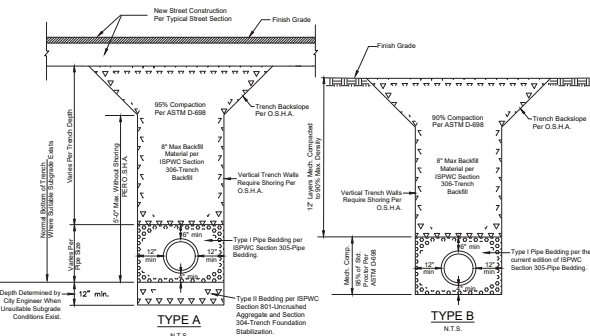 New Street Construction
Per Typical Street Section
Finish Grade
95% Compaction
Per ASTM D-698
Trench Backslope
Per O.S.H.A.
8" Max Backfill
Material per
ISPWC Section
306-Trench
Backfill
Vertical Trench Walls
Require Shoring Per
O.S.H.A.
Normal Bottom of Trench
Where Suitable Subgrade Exists
Varies Per Trench Depth
5'-0" Max. Without Shoring
PER O.S.H.A.
Varies Per
Pipe Size
6" min
12"
min
12"
min
min
Type I Pipe Bedding per
ISPWC Section 305-Pipe
Bedding.
Depth Determined by
City Engineer When
Unsuitable Subgrade
Conditions Exist.
12" min.
Type II Bedding per ISPWC
Section 801-Uncrushed
Aggregate and Section
304-Trench Foundation
Stabilization.
TYPE A
N.T.S.
Finish Grade
90% Compaction
Per ASTM D-698
Trench Backslope
Per O.S.H.A.
8" Max Backfill
Material per
ISPWC Section
306-Trench
Backfill
Vertical Trench Walls
Require Shoring Per
O.S.H.A.
12" Layers Mech. Compacted
to 90% Max. Density
Mech. Comp.
95% of Std.
Proctor Per
ASTM D-698
6" min
12"
min
12"
min
min
Type I Pipe Bedding per the
current edition of ISPWC
Section 305-Pipe Bedding.
TYPE B
N.T.S.